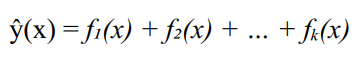 ŷ(x) = f₁(x) + f₂(x) + ... + fₖ(x)